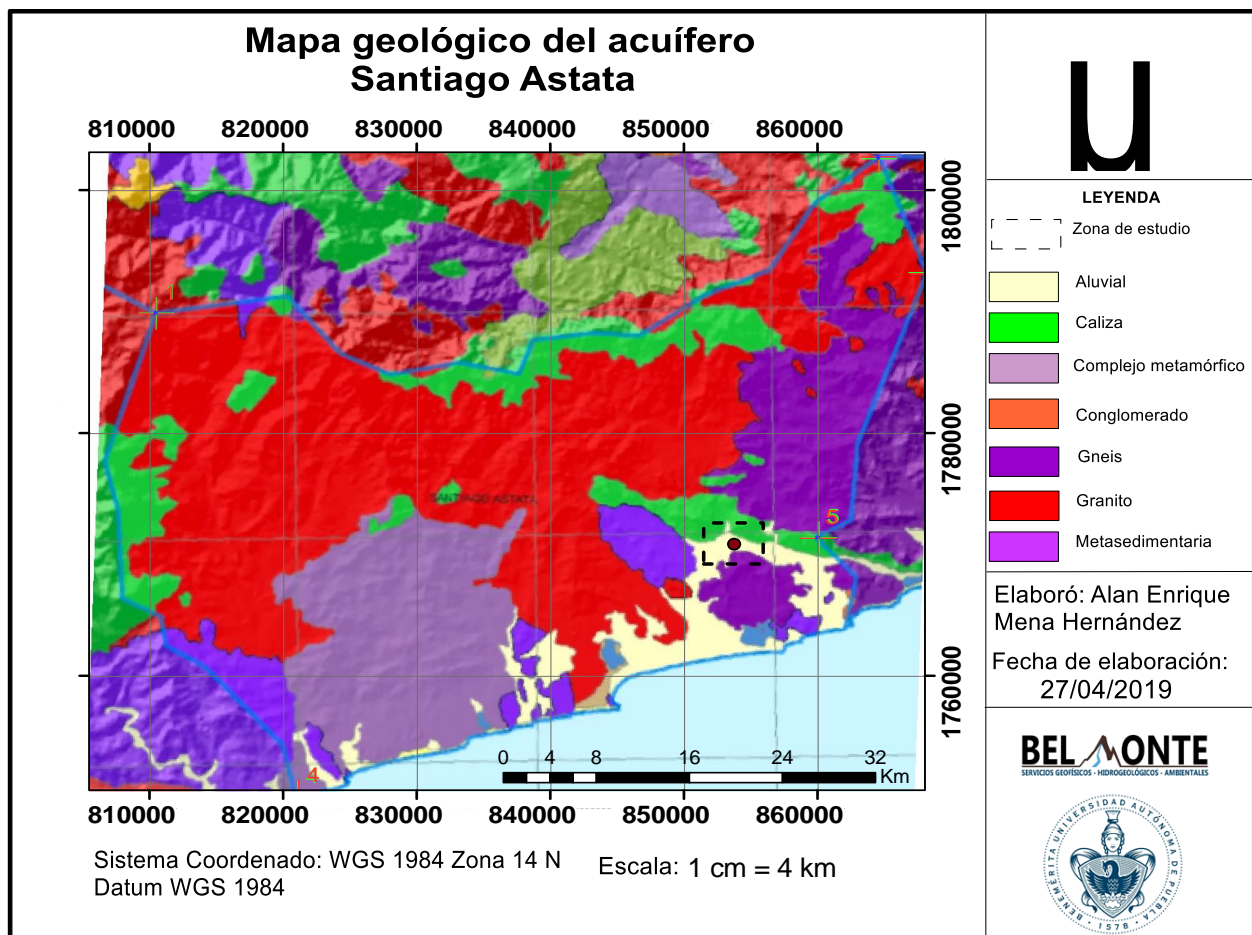 Mapa geológico del acuífero
Santiago Astata
810000 820000 830000 840000 850000 860000
1800000
1780000
1760000
SANTIAGO ASTATA
5
4
0 4 8 16 24 32
Km
810000 820000 830000 840000 850000 860000
Sistema Coordenado: WGS 1984 Zona 14 N
Datum WGS 1984
Escala: 1 cm = 4 km
u
LEYENDA
Zona de estudio
Aluvial
Caliza
Complejo metamórfico
Conglomerado
Gneis
Granito
Metasedimentaria
Elaboró: Alan Enrique
Mena Hernández
Fecha de elaboración:
27/04/2019
BELMONTE
SERVICIOS GEOFÍSICOS - HIDROGEOLÓGICOS - AMBIENTALES
BENEMÉRITA UNIVERSIDAD AUTÓNOMA DE PUEBLA
· 1578 ·